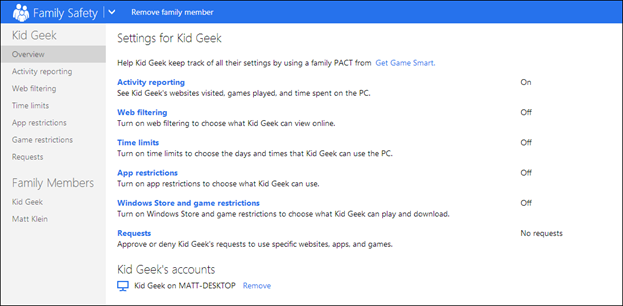 Family Safety
Remove family member
Kid Geek
Overview
Activity reporting
Web filtering
Time limits
App restrictions
Game restrictions
Requests
Family Members
Kid Geek
Matt Klein
Settings for Kid Geek
Help Kid Geek keep track of all their settings by using a family PACT from Get Game Smart.
Activity reporting On
See Kid Geek's websites visited, games played, and time spent on the PC.
Web filtering Off
Turn on web filtering to choose what Kid Geek can view online.
Time limits Off
Turn on time limits to choose the days and times that Kid Geek can use the PC.
App restrictions Off
Turn on app restrictions to choose what Kid Geek can use.
Windows Store and game restrictions Off
Turn on Windows Store and game restrictions to choose what Kid Geek can play and download.
Requests No requests
Approve or deny Kid Geek's requests to use specific websites, apps, and games.
Kid Geek's accounts
Kid Geek on MATT-DESKTOP Remove